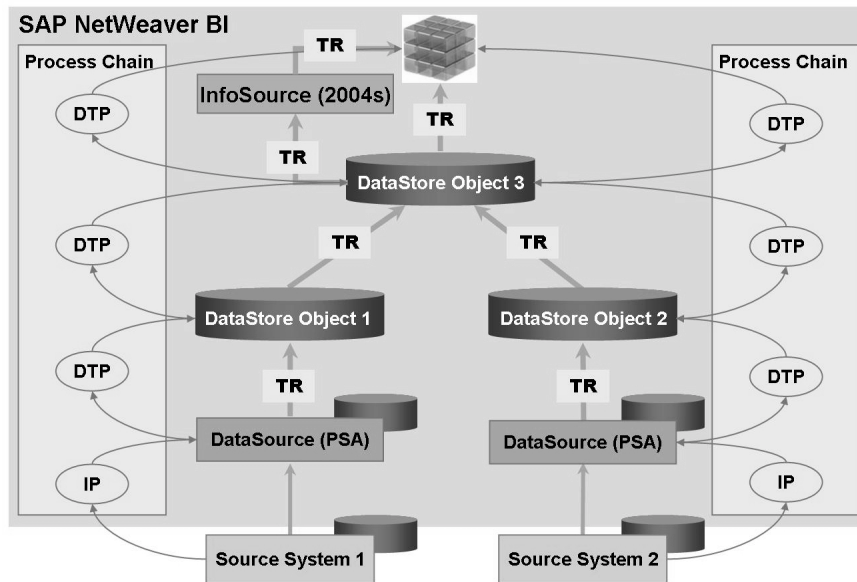 SAP NetWeaver BI
Process Chain
TR
Process Chain
InfoSource (2004s)
DTP
TR
DTP
TR
DataStore Object 3
DTP
TR
TR
DTP
DataStore Object 1
DataStore Object 2
DTP
TR
TR
DTP
DataSource (PSA)
DataSource (PSA)
IP
IP
Source System 1
Source System 2